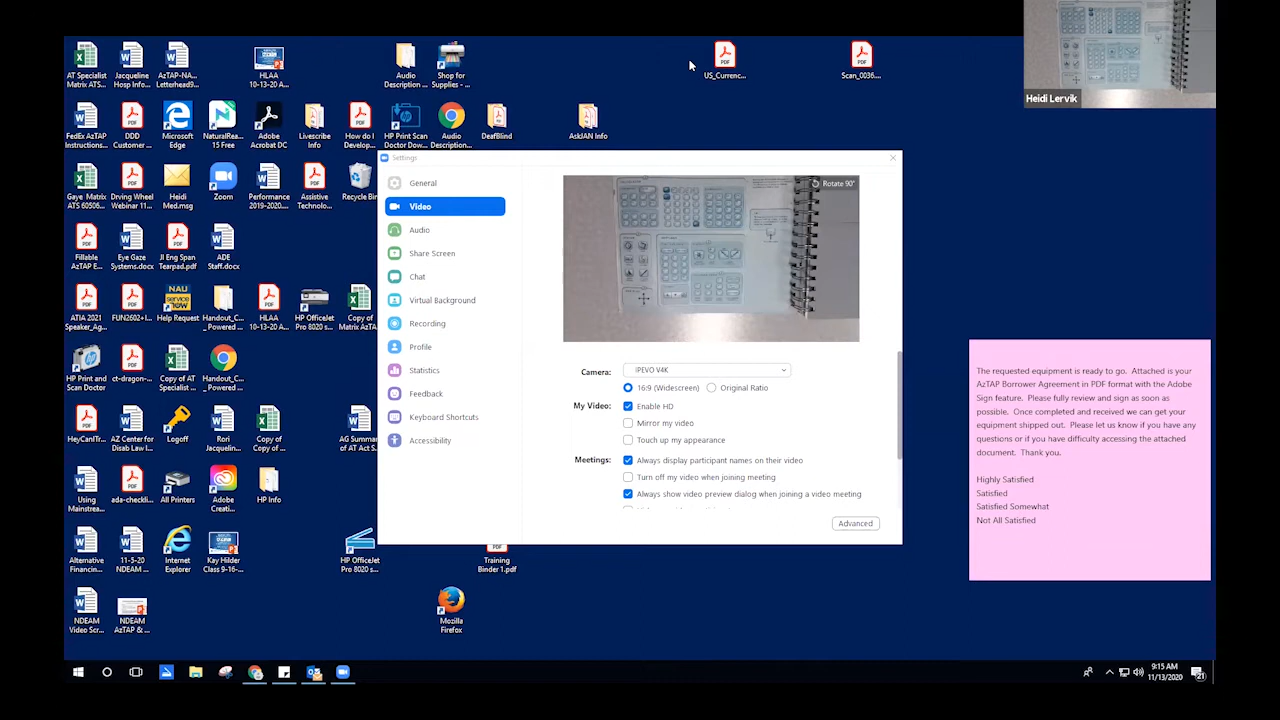 AT Specialist
Matrix ATS...
Jacqueline
Hosp Info...
AzTAP-NA9...
Letterhead9...
HLAA
10-13-20 A...
Audio
Description ...
Shop for
Supplies - ...
US_Currenc...
Scan_0036...
Heidi Lervik
FedEx AzTAP
Instructions...
DDD
Customer ...
Microsoft
Edge
NaturalRea...
15 Free
Adobe
Acrobat DC
Livescribe
Info
How do I
Develop...
HP Print Scan
Doctor Dow...
Audio
Description...
DeafBlind
AskJAN Info
Gaye Matrix
ATS 60506...
Driving Wheel
Webinar 11...
Heidi
Med.msg
Zoom
Performance
2019-2020...
Assistive
Technolo...
Recycle Bin
Fillable
AzTAP E...
Eye Gaze
Systems.docx
JI Eng Span
Tearpad.pdf
ADE
Staff.docx
ATIA 2021
Speaker_Ag...
FUN2602+I...
NAU
service
now
Help Request
Handout_C...
_ Powered ...
HLAA
10-13-20 A...
HP OfficeJet
Pro 8020 s...
Copy of
Matrix AzTA...
HP Print and
Scan Doctor
ct-dragon-...
Copy of AT
Specialist ...
Handout_C...
_ Powered ...
HeyCanITr...
AZ Center for
Disab Law I...
Logoff
Rori
Jacqueline...
Copy of
Copy of ...
AG Summar
of AT Act S...
Using
Mainstrea...
ada-checkli...
All Printers
Adobe
Creati...
HP Info
Alternative
Financin...
11-5-20
NDEAM ...
Internet
Explorer
Kay Hilder
Class 9-16-...
HP OfficeJet
Pro 8020 s...
Training
Binder 1.pdf
NDEAM
Video Scr...
NDEAM
AzTAP & ...
Mozilla
Firefox
Settings
General
Video
Audio
Share Screen
Chat
Virtual Background
Recording
Profile
Statistics
Feedback
Keyboard Shortcuts
Accessibility
Rotate 90°
Camera: IPEVO V4K
16:9 (Widescreen) Original Ratio
My Video: Enable HD
Mirror my video
Touch up my appearance
Meetings: Always display participant names on their video
Turn off my video when joining meeting
Always show video preview dialog when joining a video meeting
Advanced
The requested equipment is ready to go. Attached is your
AzTAP Borrower Agreement in PDF format with the Adobe
Sign feature. Please fully review and sign as soon as
possible. Once completed and received we can get your
equipment shipped out. Please let us know if you have any
questions or if you have difficulty accessing the attached
document. Thank you.
Highly Satisfied
Satisfied
Satisfied Somewhat
Not All Satisfied
9:15 AM
11/13/2020
21